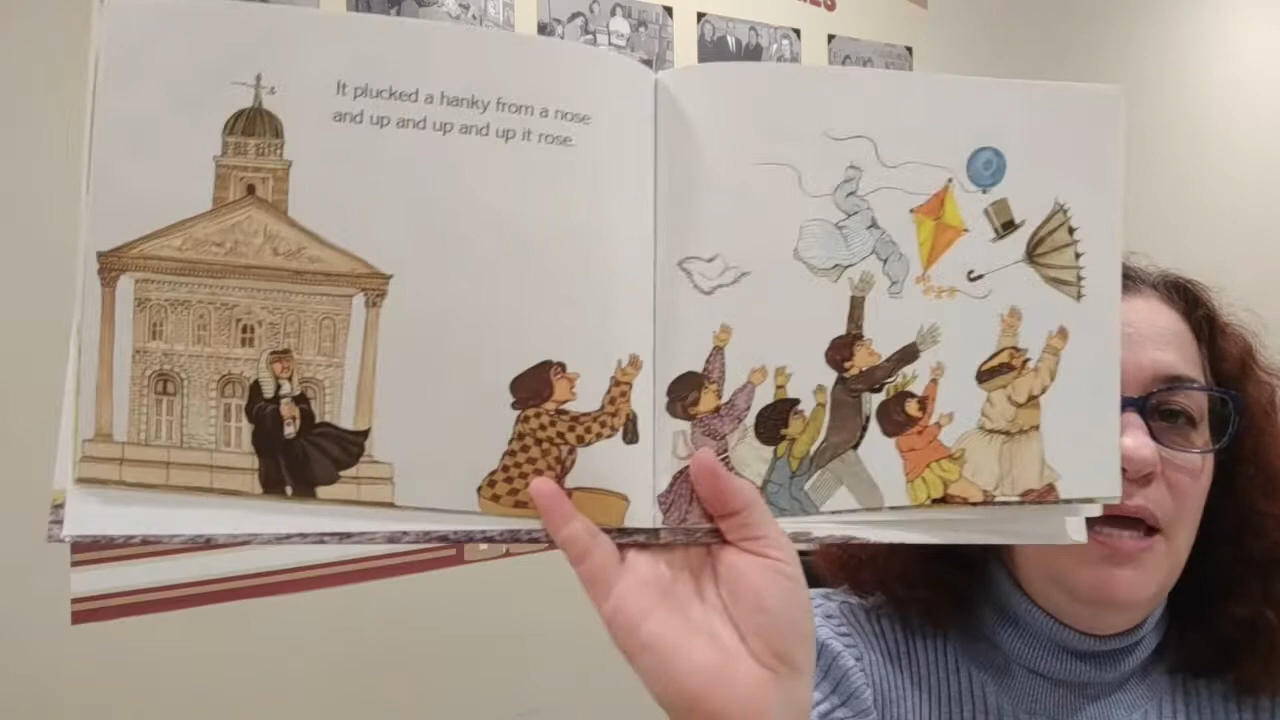 It plucked a hanky from a nose
and up and up and up it rose.